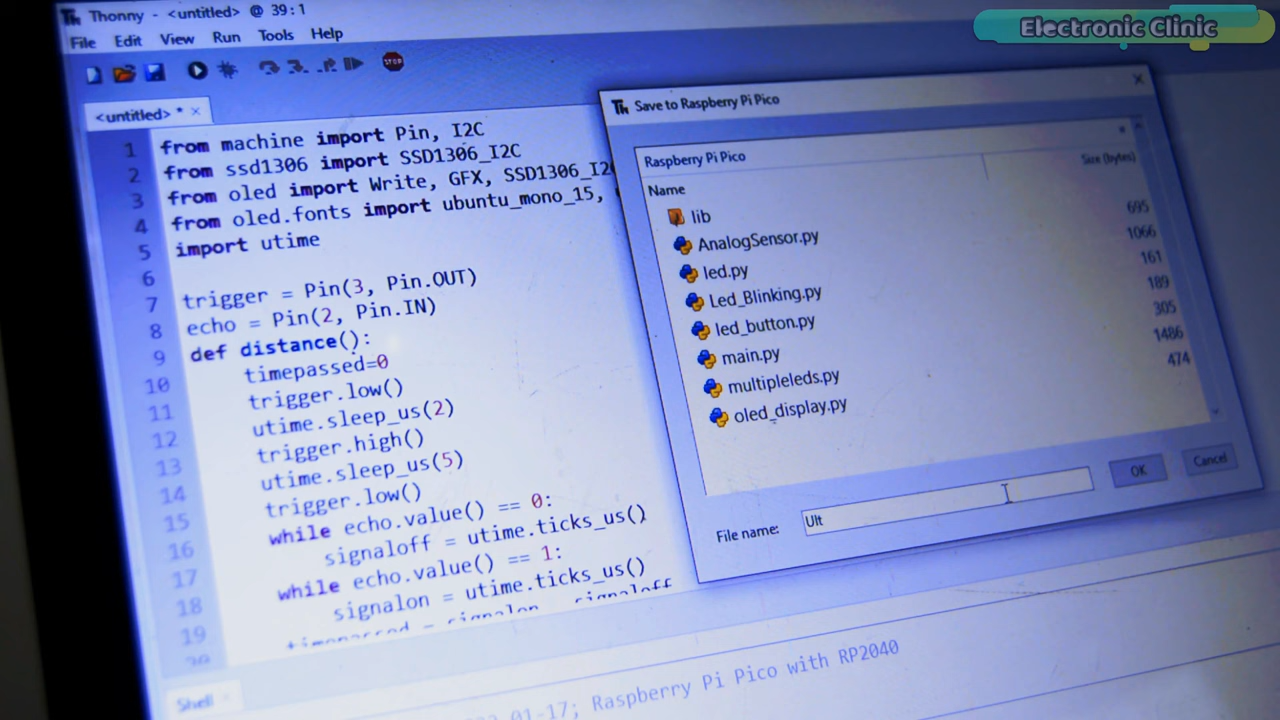 Thonny - <untitled> @ 39:1
Electronic Clinic
File Edit View Run Tools Help
STOP
<untitled> *
1 from machine import Pin, I2C
2 from ssd1306 import SSD1306_I2C
3 from oled import Write, GFX, SSD1306_I2C
4 from oled.fonts import ubuntu_mono_15,
5 import utime
6
7 trigger = Pin(3, Pin.OUT)
8 echo = Pin(2, Pin.IN)
9 def distance():
10 timepassed=0
11 trigger.low()
12 utime.sleep_us(2)
13 trigger.high()
14 utime.sleep_us(5)
15 trigger.low()
16 while echo.value() == 0:
17 signaloff = utime.ticks_us()
18 while echo.value() == 1:
19 signalon = utime.ticks_us()
20 timepassed = signalon - signaloff
Shell
Raspberry Pi Pico with RP2040
Save to Raspberry Pi Pico
Raspberry Pi Pico
Name Size (bytes)
lib
AnalogSensor.py 695
led.py 1066
Led_Blinking.py 161
led_button.py 189
main.py 305
multipleleds.py 1486
oled_display.py 474
File name: Ult
OK
Cancel